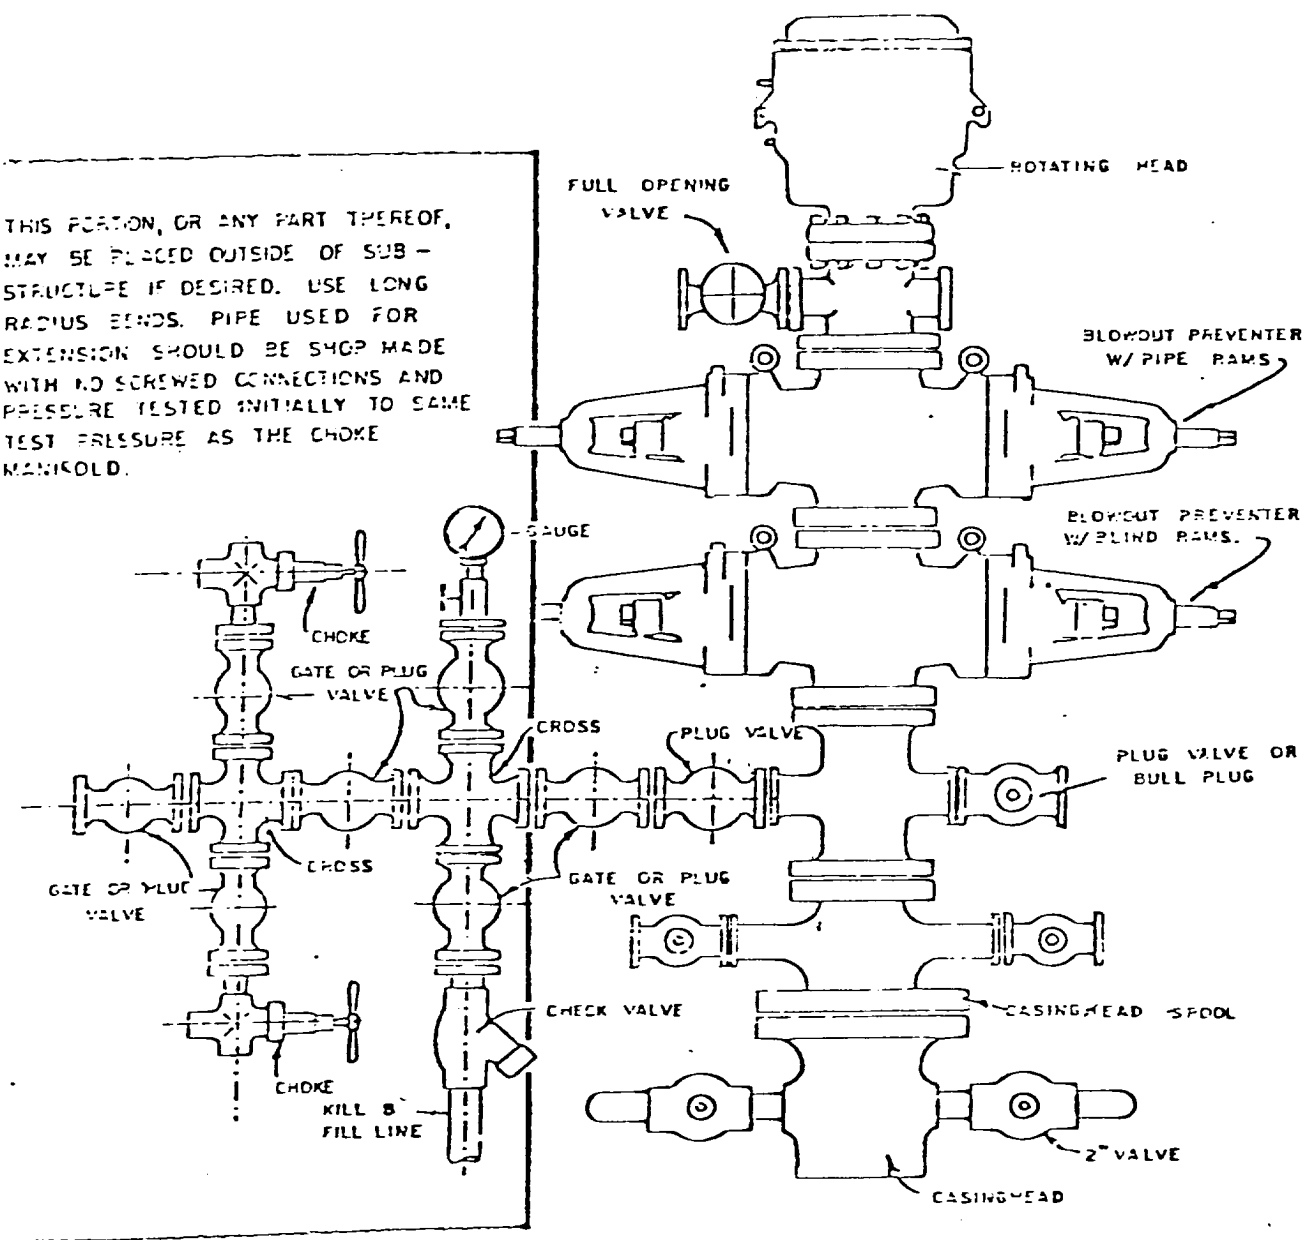 THIS PORTION, OR ANY PART THEREOF,
MAY BE PLACED OUTSIDE OF SUB-
STRUCTURE IF DESIRED. USE LONG
RADIUS BENDS. PIPE USED FOR
EXTENSION SHOULD BE SHOP MADE
WITH NO SCREWED CONNECTIONS AND
PRESSURE TESTED INITIALLY TO SAME
TEST PRESSURE AS THE CHOKE
MANIFOLD.
ROTATING HEAD
FULL OPENING
VALVE
BLOWOUT PREVENTER
W/ PIPE RAMS
BLOWOUT PREVENTER
W/ BLIND RAMS.
GAUGE
CHOKE
GATE OR PLUG
VALVE
CROSS
PLUG VALVE
PLUG VALVE OR
BULL PLUG
CROSS
GATE OR PLUG
VALVE
GATE OR PLUG
VALVE
CHECK VALVE
CASINGHEAD SPOOL
CHOKE
KILL &
FILL LINE
2" VALVE
CASINGHEAD